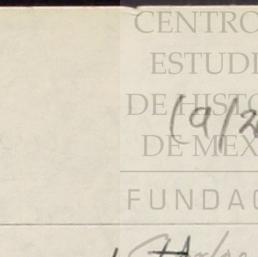 CENTRO
ESTUDI
DE HISTO
DE MEX
FUNDAC
(9/2